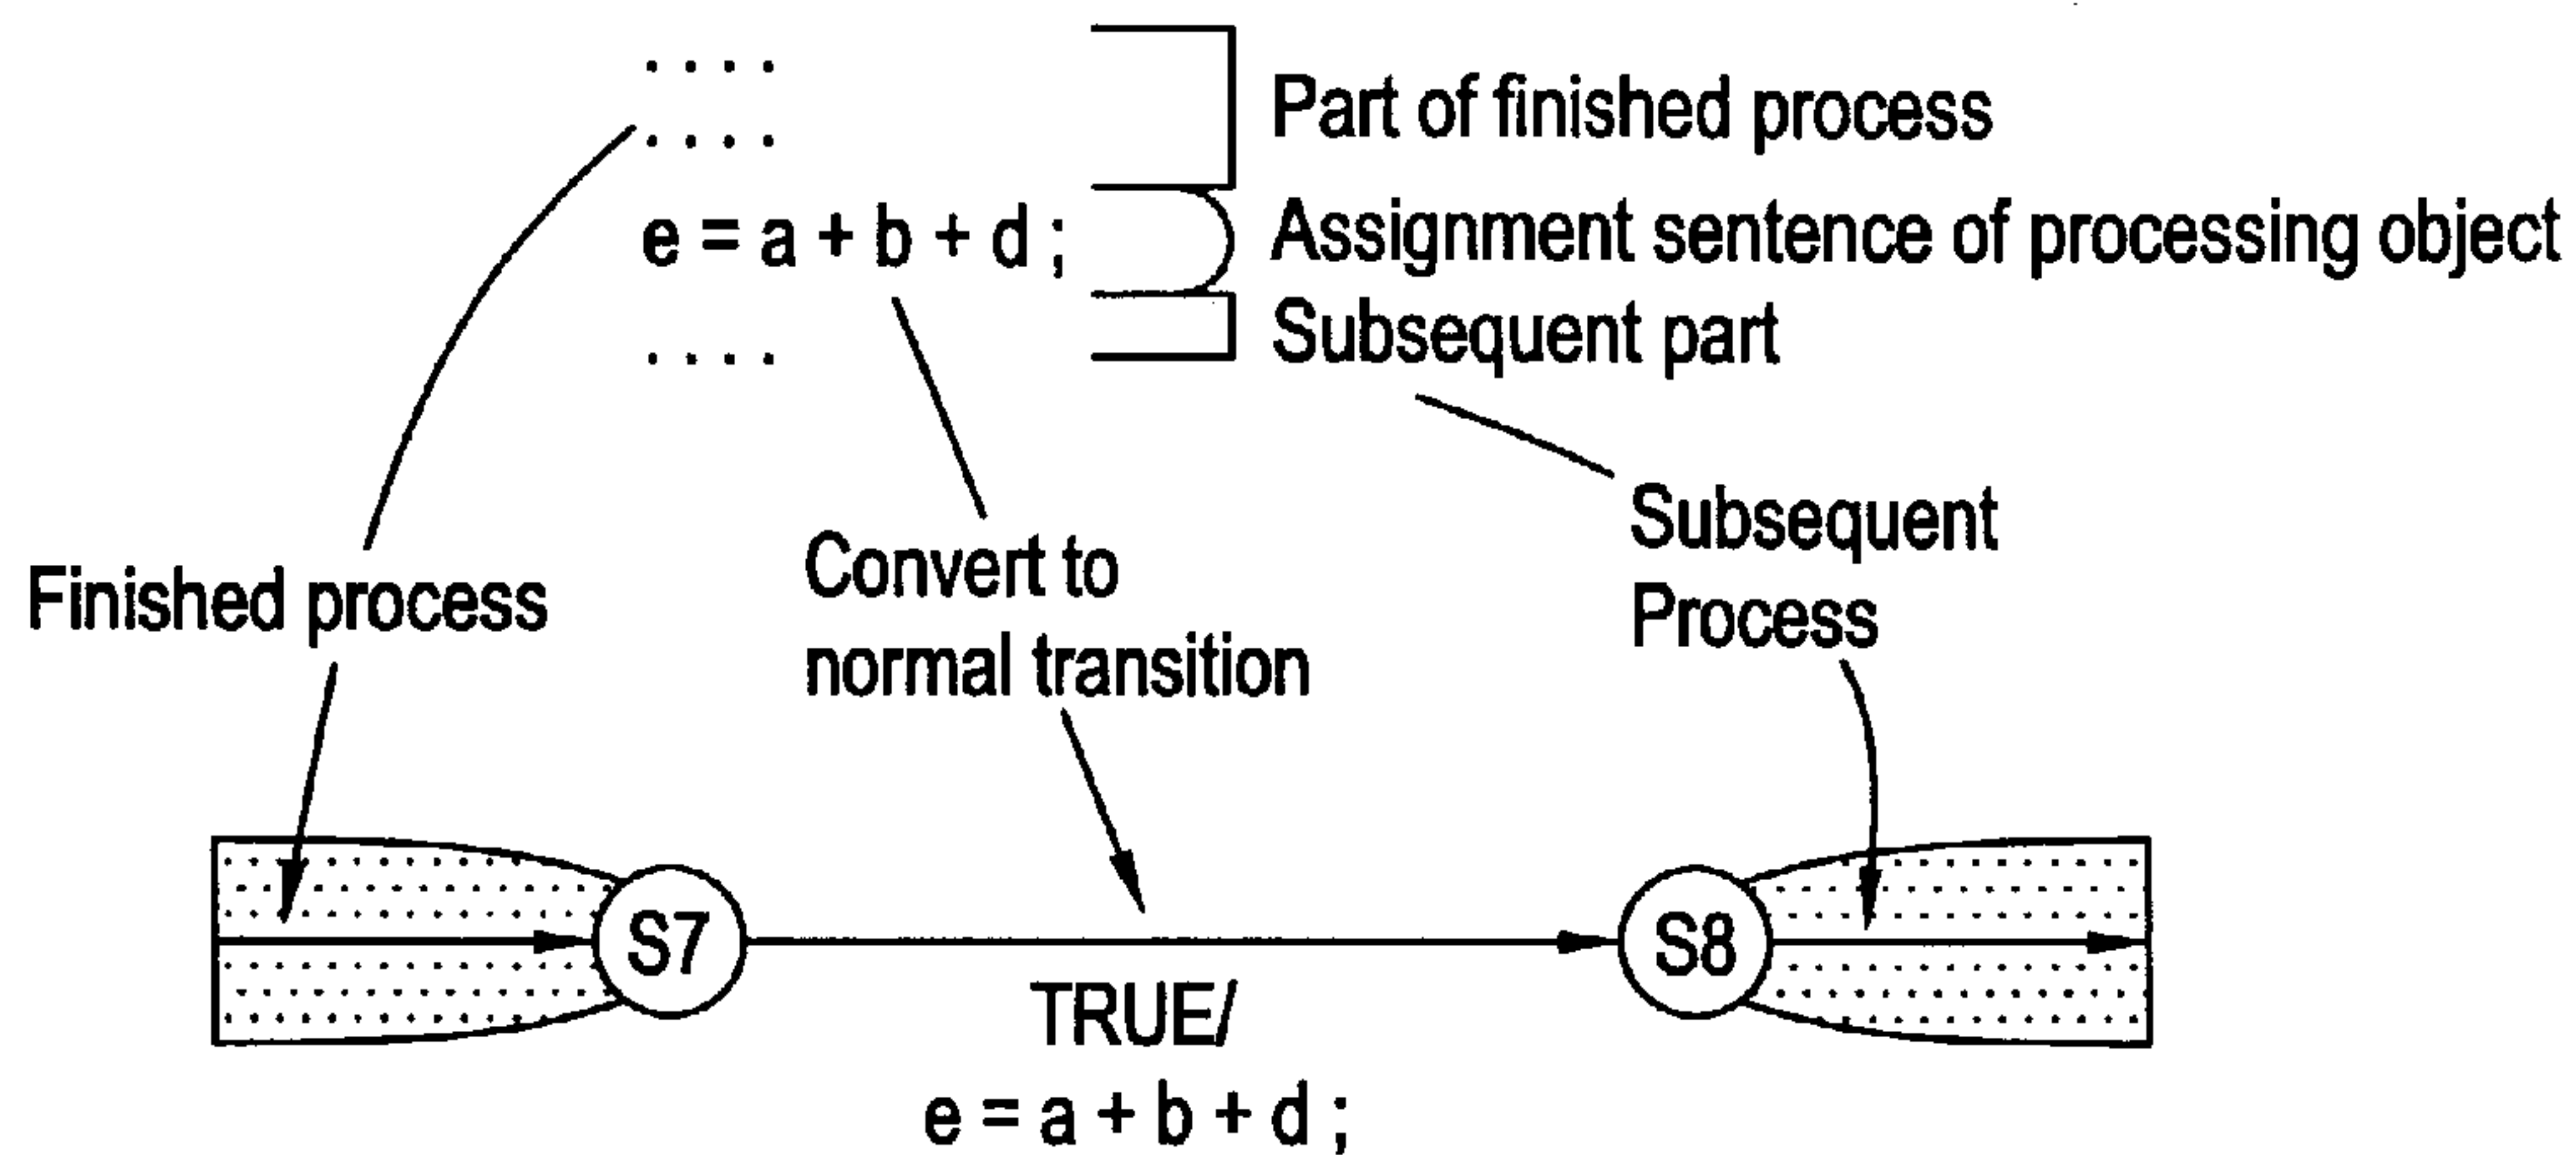 . . . .
. . . .
Part of finished process
e = a + b + d ;
Assignment sentence of processing object
. . . .
Subsequent part
Finished process
Convert to
normal transition
Subsequent
Process
S7
S8
TRUE/
e = a + b + d ;